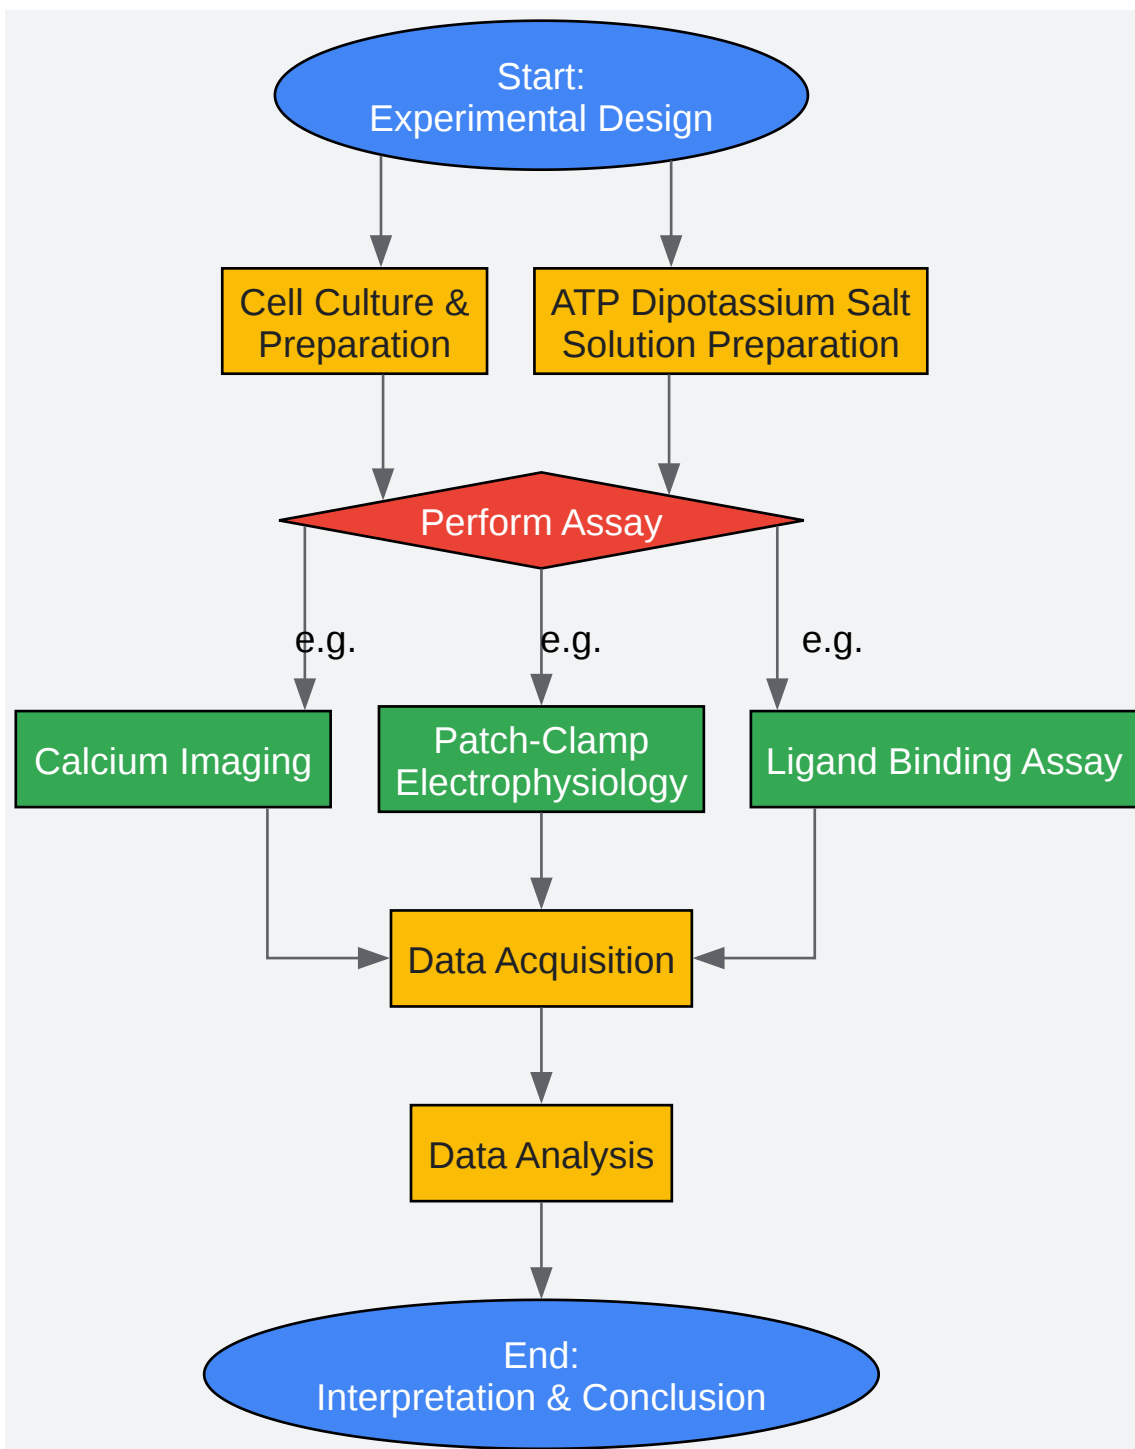 Start:
Experimental Design
Cell Culture &
Preparation
ATP Dipotassium Salt
Solution Preparation
Perform Assay
e.g.
e.g.
e.g.
Calcium Imaging
Patch-Clamp
Electrophysiology
Ligand Binding Assay
Data Acquisition
Data Analysis
End:
Interpretation & Conclusion